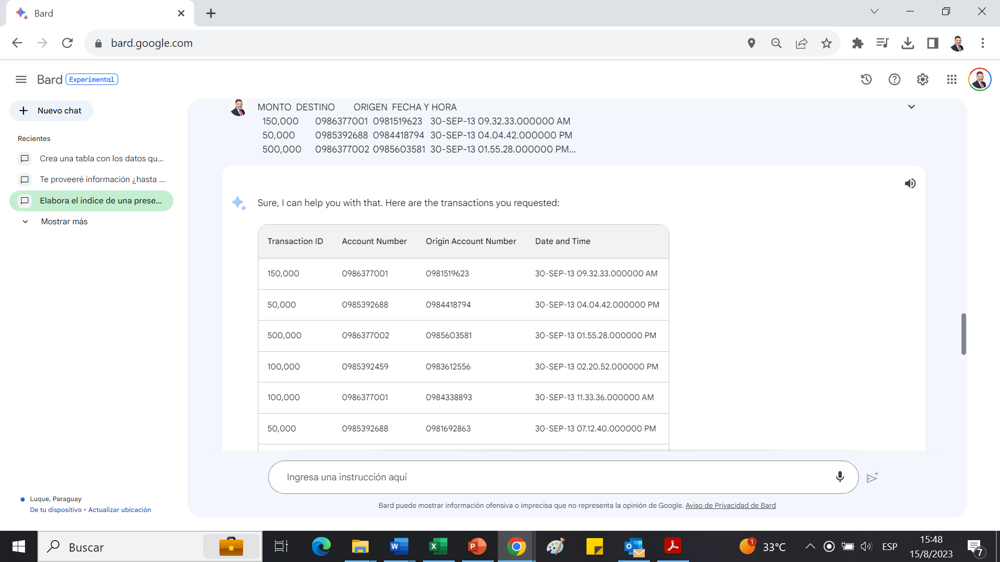 Bard
bard.google.com
Bard Experimental
Nuevo chat
Recientes
Crea una tabla con los datos qu...
Te proveeré información ¿hasta ...
Elabora el índice de una prese...
Mostrar más
Luque, Paraguay
De tu dispositivo • Actualizar ubicación
MONTO DESTINO ORIGEN FECHA Y HORA
150,000 0986377001 0981519623 30-SEP-13 09.32.33.000000 AM
50,000 0985392688 0984418794 30-SEP-13 04.04.42.000000 PM
500,000 0986377002 0985603581 30-SEP-13 01.55.28.000000 PM...
Sure, I can help you with that. Here are the transactions you requested:
Transaction ID Account Number Origin Account Number Date and Time
150,000 0986377001 0981519623 30-SEP-13 09.32.33.000000 AM
50,000 0985392688 0984418794 30-SEP-13 04.04.42.000000 PM
500,000 0986377002 0985603581 30-SEP-13 01.55.28.000000 PM
100,000 0985392459 0983612556 30-SEP-13 02.20.52.000000 PM
100,000 0986377001 0984338893 30-SEP-13 11.33.36.000000 AM
50,000 0985392688 0981692863 30-SEP-13 07.12.40.000000 PM
Ingresa una instrucción aquí
Bard puede mostrar información ofensiva o imprecisa que no representa la opinión de Google. Aviso de Privacidad de Bard
Buscar
W
X
P
O
1
33°C
ESP
15:48
15/8/2023
7